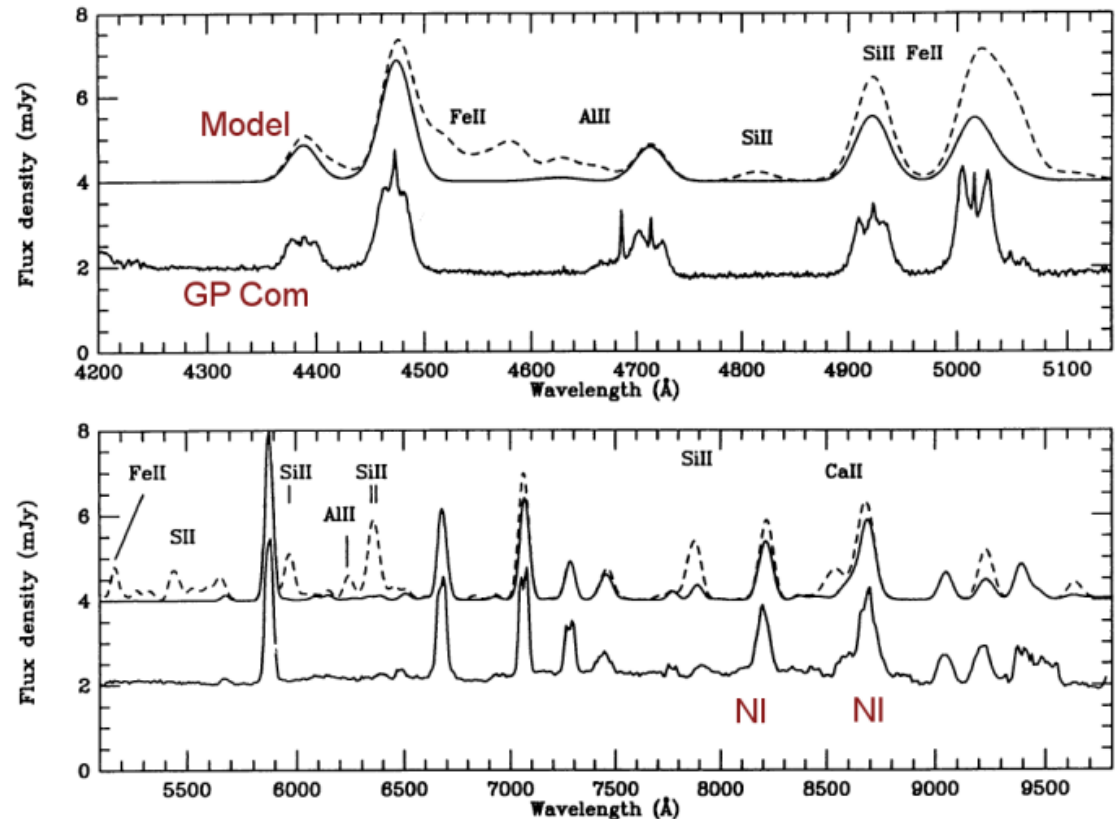 8
6
4
2
0
Flux density (mJy)
Model
GP Com
FeII
AlII
SiII
SiII FeII
4200 4300 4400 4500 4600 4700 4800 4900 5000 5100
Wavelength (Å)
8
6
4
2
0
Flux density (mJy)
FeII
SII
SiII
AlII
SiII
SiII
CaII
NI
NI
5500 6000 6500 7000 7500 8000 8500 9000 9500
Wavelength (Å)